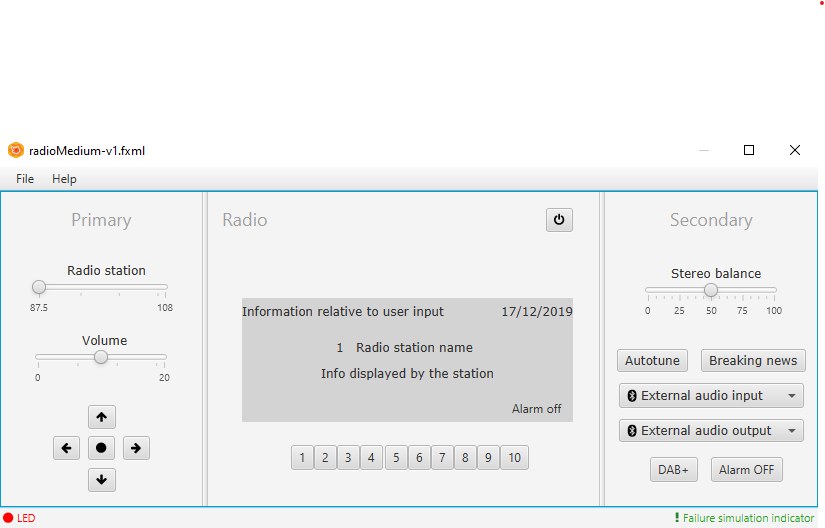 radioMedium-v1.fxml
File Help
Primary
Radio station
87.5 108
Volume
0 20
Radio
Information relative to user input 17/12/2019
1 Radio station name
Info displayed by the station
Alarm off
1 2 3 4 5 6 7 8 9 10
Secondary
Stereo balance
0 25 50 75 100
Autotune Breaking news
External audio input
External audio output
DAB+ Alarm OFF
LED
! Failure simulation indicator